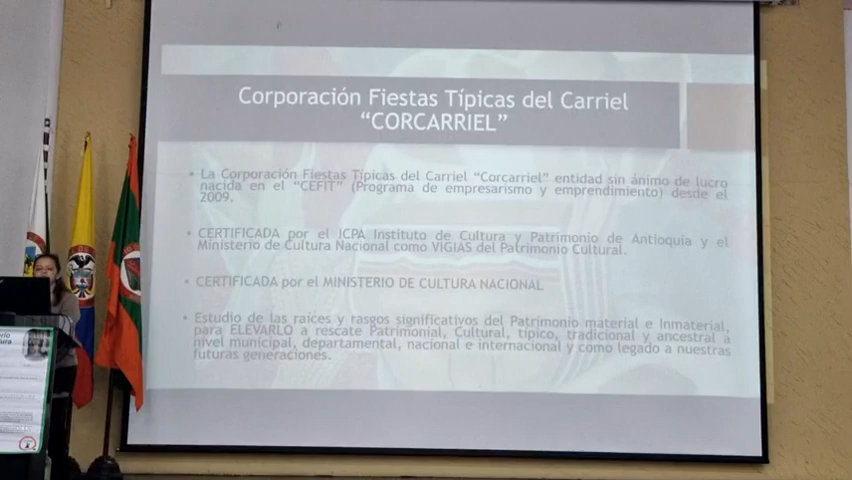 Corporación Fiestas Típicas del Carriel
“CORCARRIEL”
• La Corporación Fiestas Típicas del Carriel “Corcarriel” entidad sin ánimo de lucro
nacida en el “CEFIT” (Programa de empresarismo y emprendimiento) desde el
2009.
• CERTIFICADA por el ICPA Instituto de Cultura y Patrimonio de Antioquia y el
Ministerio de Cultura Nacional como VIGIAS del Patrimonio Cultural.
• CERTIFICADA por el MINISTERIO DE CULTURA NACIONAL
• Estudio de las raíces y rasgos significativos del Patrimonio material e Inmaterial,
para ELEVARLO a rescate Patrimonial, Cultural, típico, tradicional y ancestral a
nivel municipal, departamental, nacional e internacional y como legado a nuestras
futuras generaciones.